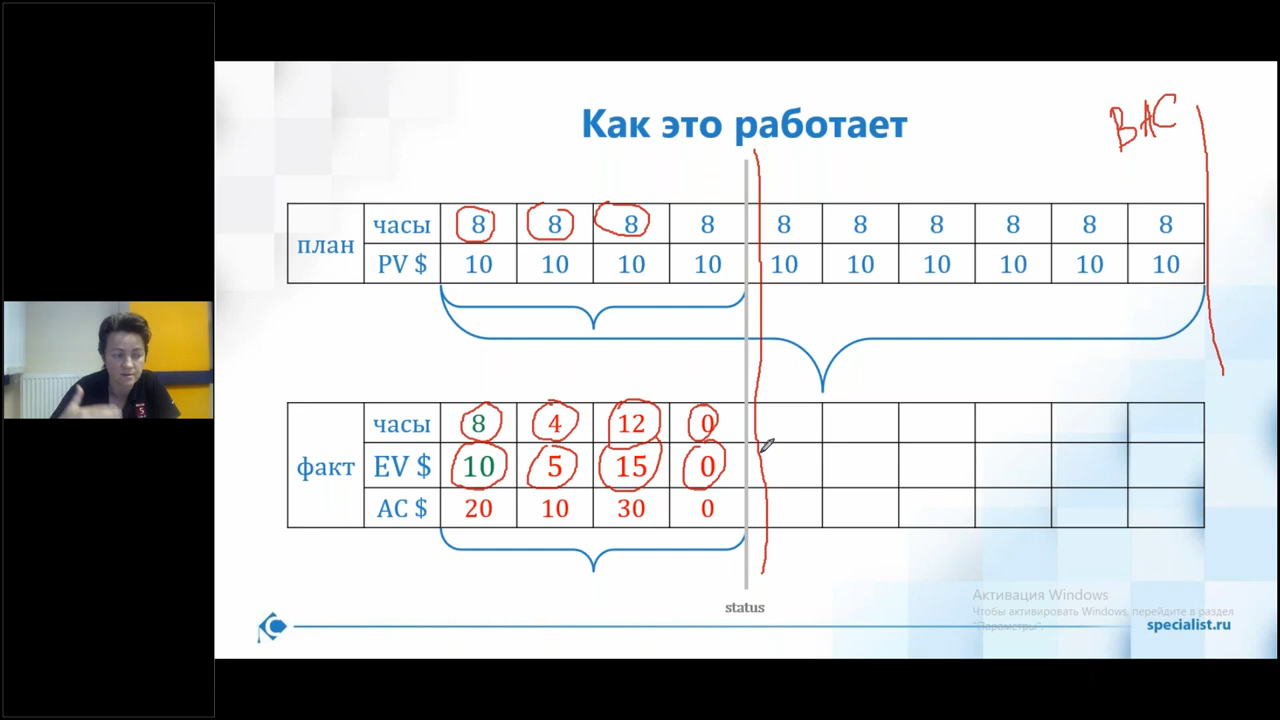 Как это работает
BAC
план
часы 8 8 8 8 8 8 8 8 8 8
PV $ 10 10 10 10 10 10 10 10 10 10
факт
часы 8 4 12 0
EV $ 10 5 15 0
AC $ 20 10 30 0
status
Активация Windows
Чтобы активировать Windows, перейдите в раздел
"Параметры".
specialist.ru